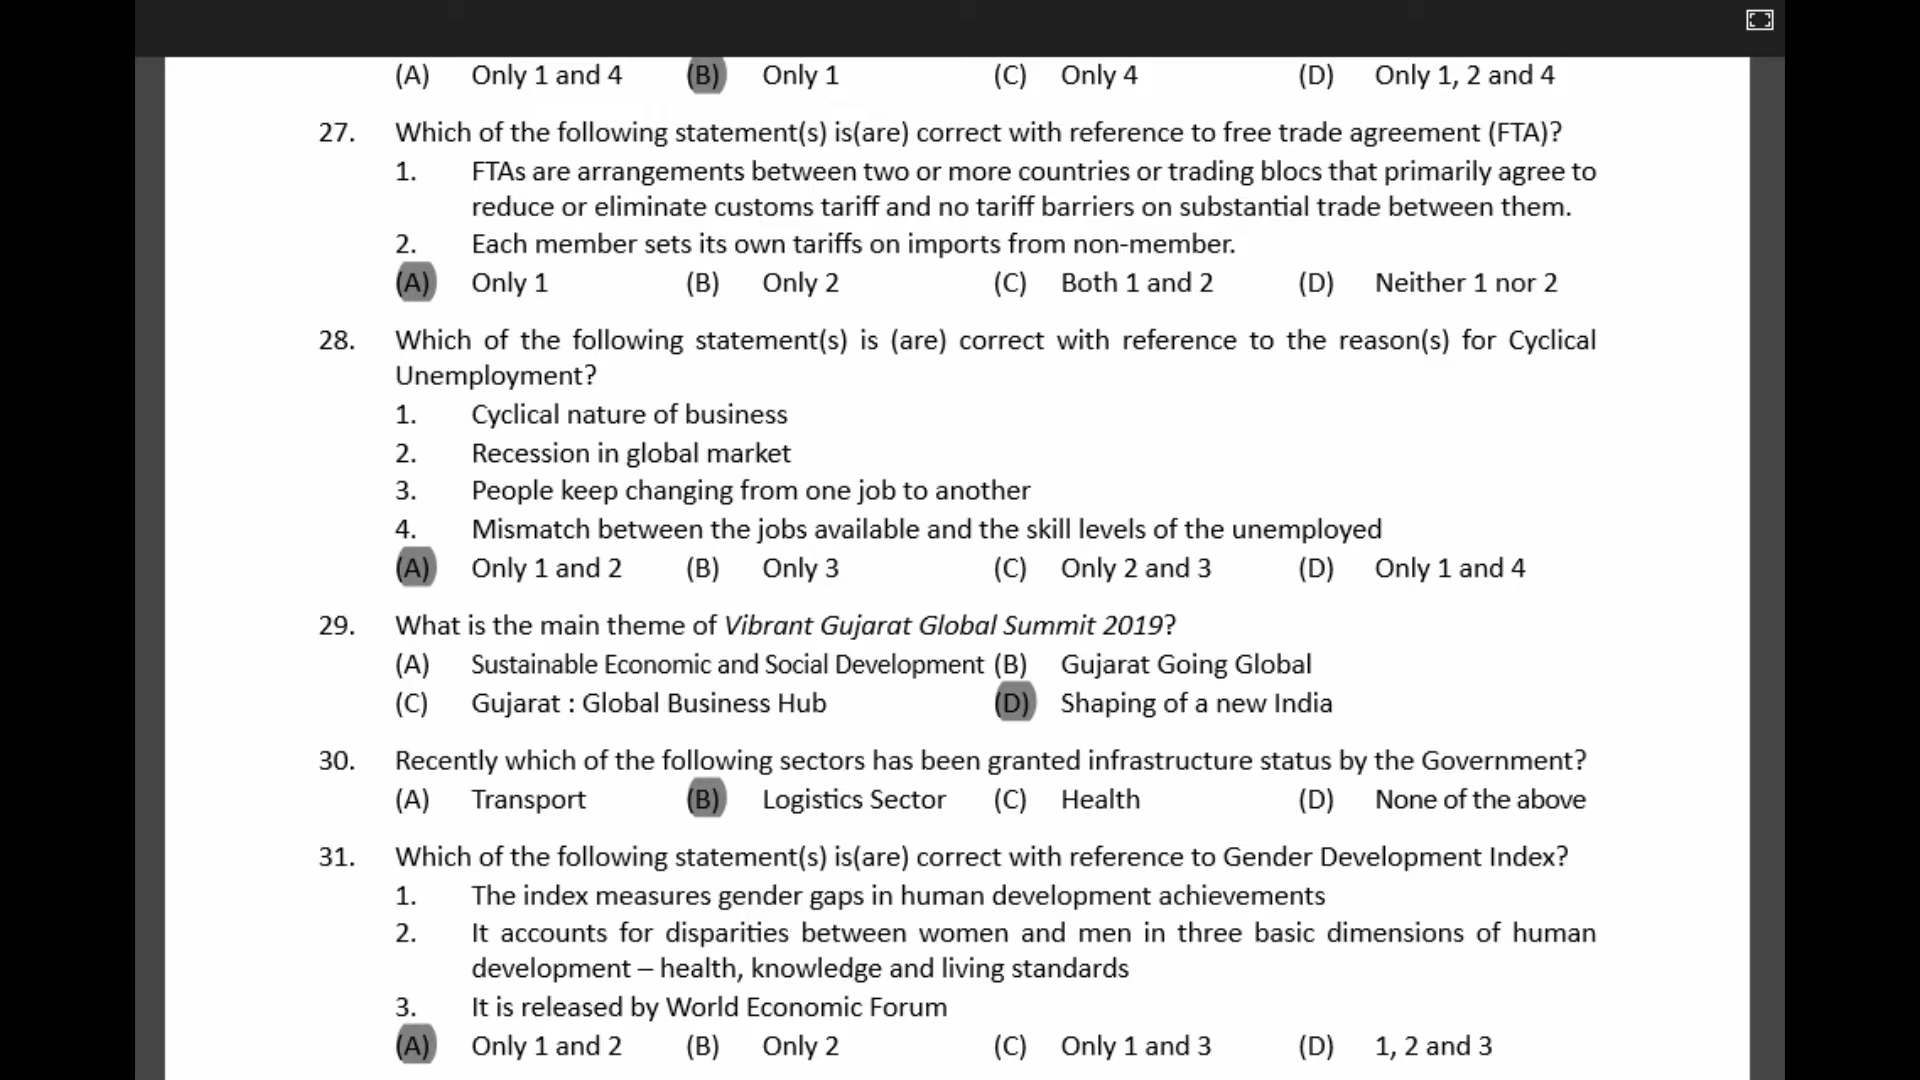 (A) Only 1 and 4 (B) Only 1 (C) Only 4 (D) Only 1, 2 and 4
27. Which of the following statement(s) is(are) correct with reference to free trade agreement (FTA)?
1. FTAs are arrangements between two or more countries or trading blocs that primarily agree to
reduce or eliminate customs tariff and no tariff barriers on substantial trade between them.
2. Each member sets its own tariffs on imports from non-member.
(A) Only 1 (B) Only 2 (C) Both 1 and 2 (D) Neither 1 nor 2
28. Which of the following statement(s) is (are) correct with reference to the reason(s) for Cyclical
Unemployment?
1. Cyclical nature of business
2. Recession in global market
3. People keep changing from one job to another
4. Mismatch between the jobs available and the skill levels of the unemployed
(A) Only 1 and 2 (B) Only 3 (C) Only 2 and 3 (D) Only 1 and 4
29. What is the main theme of Vibrant Gujarat Global Summit 2019?
(A) Sustainable Economic and Social Development (B) Gujarat Going Global
(C) Gujarat : Global Business Hub (D) Shaping of a new India
30. Recently which of the following sectors has been granted infrastructure status by the Government?
(A) Transport (B) Logistics Sector (C) Health (D) None of the above
31. Which of the following statement(s) is(are) correct with reference to Gender Development Index?
1. The index measures gender gaps in human development achievements
2. It accounts for disparities between women and men in three basic dimensions of human
development – health, knowledge and living standards
3. It is released by World Economic Forum
(A) Only 1 and 2 (B) Only 2 (C) Only 1 and 3 (D) 1, 2 and 3